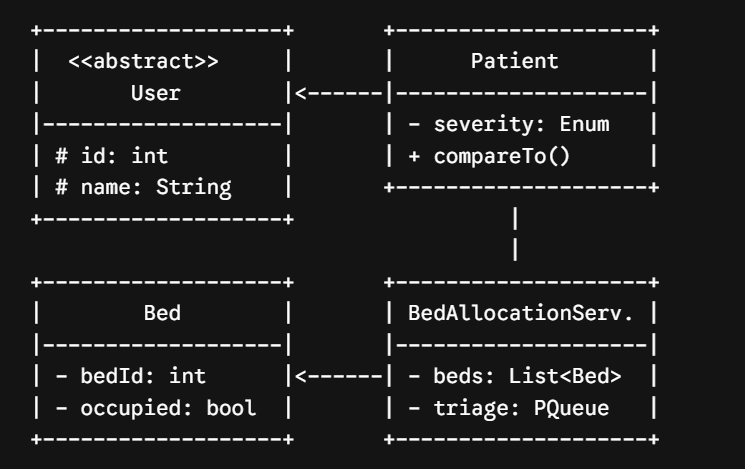 +-------------------+       +--------------------+
|  <<abstract>>     |       |      Patient       |
|       User        |<------|--------------------|
|-------------------|       | - severity: Enum   |
| # id: int         |       | + compareTo()      |
| # name: String    |       +--------------------+
+-------------------+                 |
                                      |
+-------------------+       +--------------------+
|        Bed        |       | BedAllocationServ. |
|-------------------|       |--------------------|
| - bedId: int      |<------| - beds: List<Bed>  |
| - occupied: bool  |       | - triage: PQueue   |
+-------------------+       +--------------------+